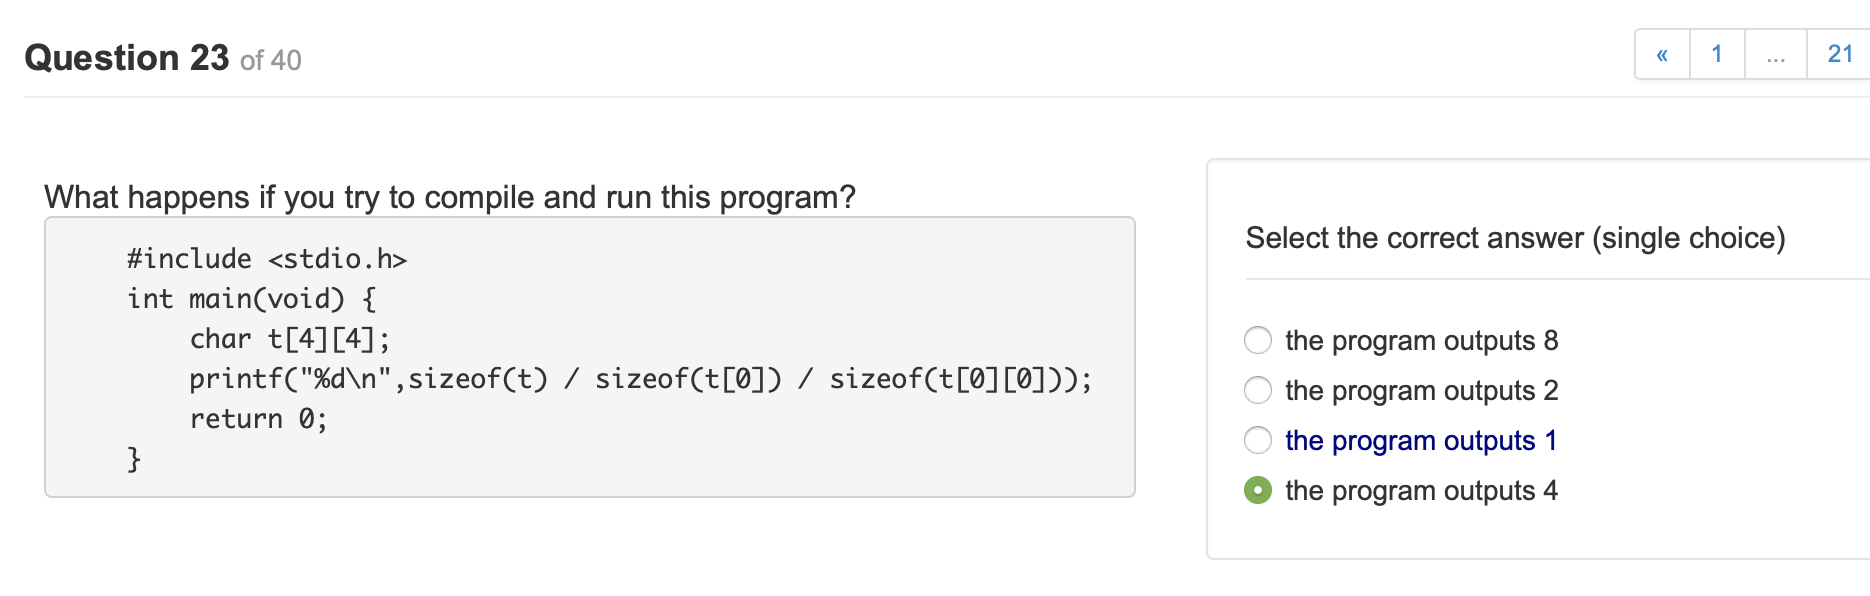 Question 23 of 40
« 1 ... 21
What happens if you try to compile and run this program?
#include <stdio.h>
int main(void) {
    char t[4][4];
    printf("%d\n",sizeof(t) / sizeof(t[0]) / sizeof(t[0][0]));
    return 0;
}
Select the correct answer (single choice)
the program outputs 8
the program outputs 2
the program outputs 1
the program outputs 4